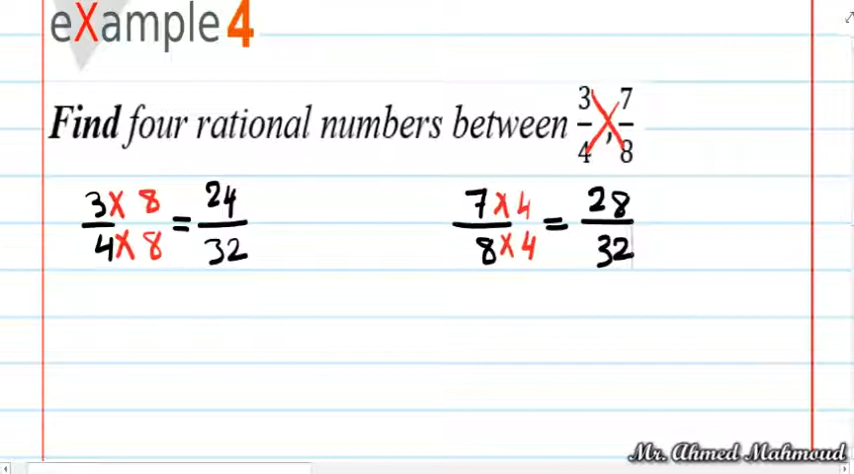 eXample 4
Find four rational numbers between 3/4 , 7/8
3 x 8 / 4 x 8 = 24/32
7 x 4 / 8 x 4 = 28/32
Mr. Ahmed Mahmoud